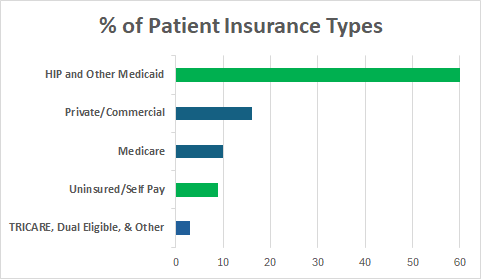 % of Patient Insurance Types
HIP and Other Medicaid
Private/Commercial
Medicare
Uninsured/Self Pay
TRICARE, Dual Eligible, & Other
0 10 20 30 40 50 60